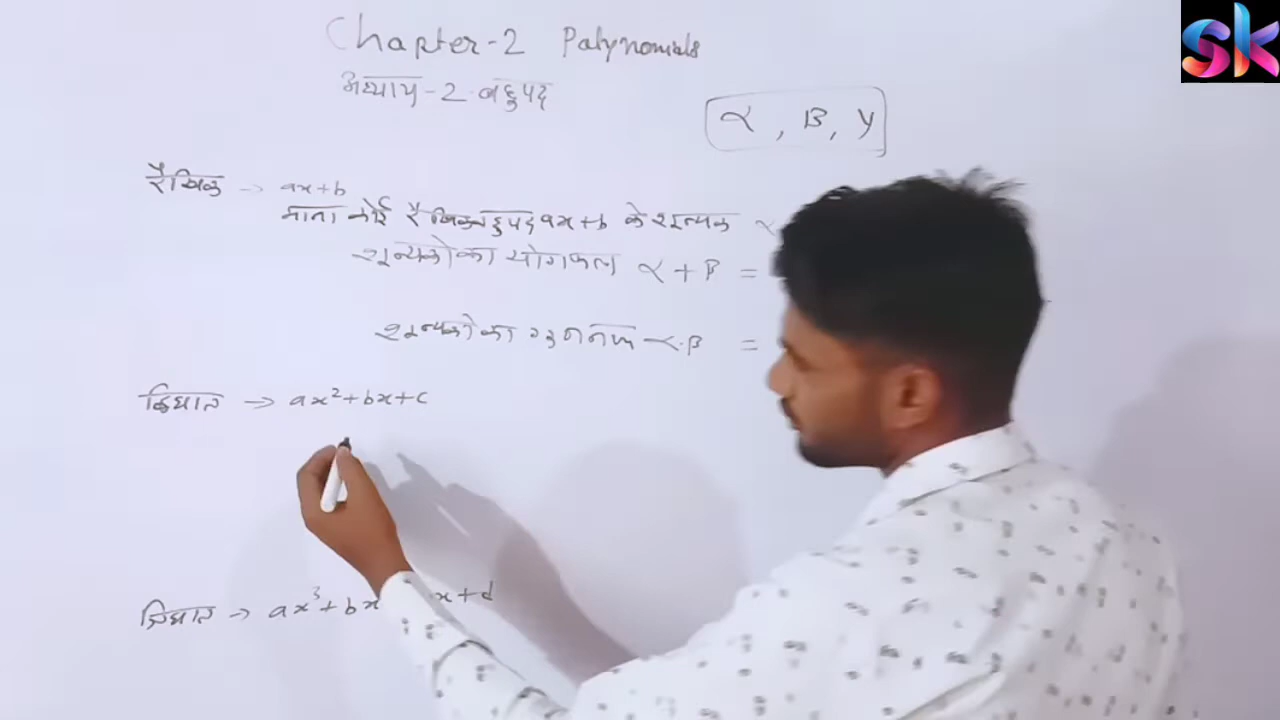 Chapter-2 Polynomials
sk
अध्याय-2 बहुपद
α, β, γ
रैखिक → ax+b
माना कोई रैखिक बहुपद ax+b के शून्यक α
शून्यको का योगफल α + β =
शून्यको का गुणनफल α.β =
द्विघात → ax²+bx+c
त्रिघात → ax³+bx x+d